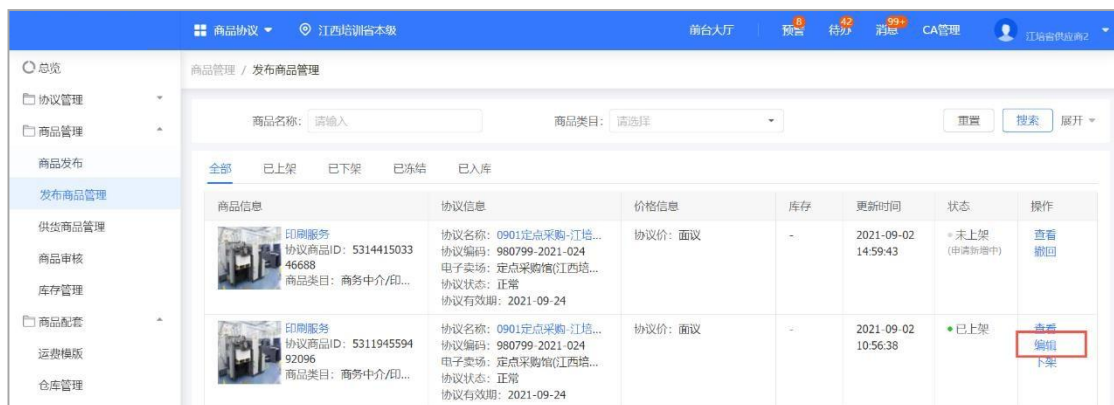 商品协议 江西培训省本级 前台大厅 预警 8 待办 42 消息 99+ CA管理 江培省供应商2
总览
商品管理 / 发布商品管理
协议管理
商品管理
商品名称: 请输入 商品类目: 请选择 重置 搜索 展开
商品发布
全部 已上架 已下架 已冻结 已入库
发布商品管理
商品信息 协议信息 价格信息 库存 更新时间 状态 操作
供货商品管理
商品审核
库存管理
商品配套
运费模版
仓库管理
印刷服务
协议商品ID: 5314415033
46688
商品类目: 商务中介/印...
协议名称: 0901定点采购-江培...
协议编码: 980799-2021-024
电子卖场: 定点采购馆(江西培...
协议状态: 正常
协议有效期: 2021-09-24
协议价: 面议
-
2021-09-02
14:59:43
未上架
(申请新增中)
查看
撤回
印刷服务
协议商品ID: 5311945594
92096
商品类目: 商务中介/印...
协议名称: 0901定点采购-江培...
协议编码: 980799-2021-024
电子卖场: 定点采购馆(江西培...
协议状态: 正常
协议有效期: 2021-09-24
协议价: 面议
-
2021-09-02
10:56:38
已上架
查看
编辑
下架